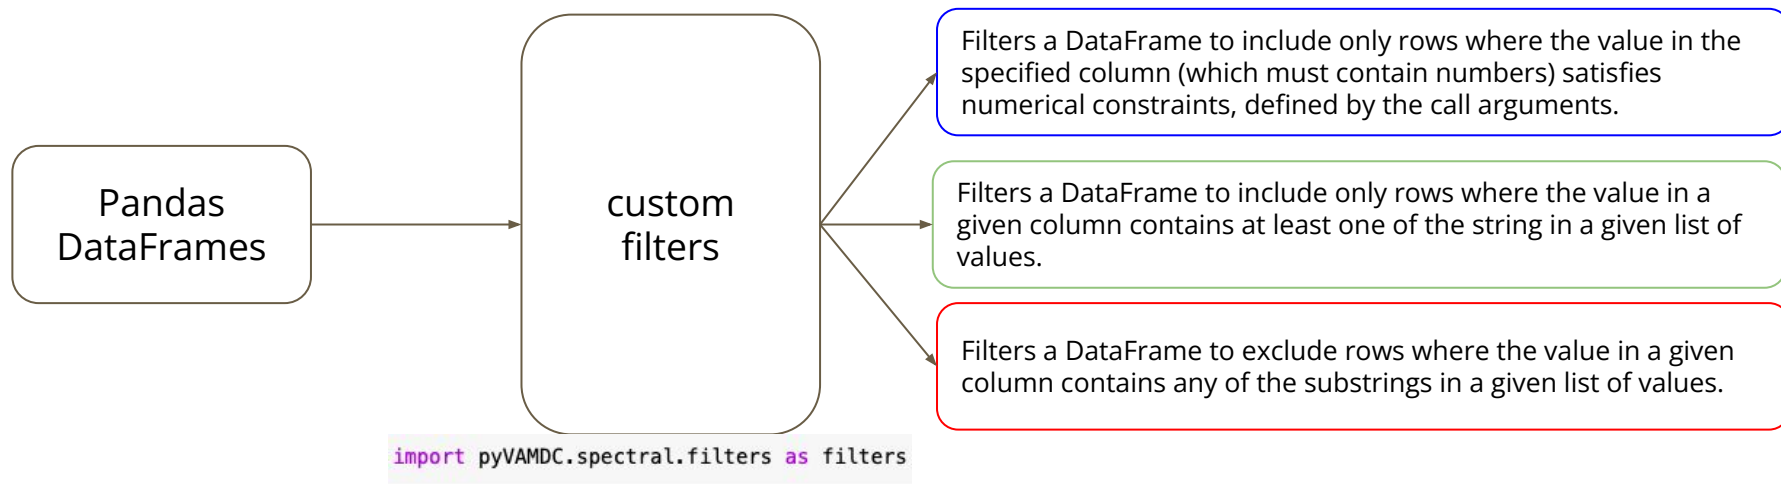 Pandas
DataFrames
custom
filters
Filters a DataFrame to include only rows where the value in the
specified column (which must contain numbers) satisfies
numerical constraints, defined by the call arguments.
Filters a DataFrame to include only rows where the value in a
given column contains at least one of the string in a given list of
values.
Filters a DataFrame to exclude rows where the value in a given
column contains any of the substrings in a given list of values.
import pyVAMDC.spectral.filters as filters